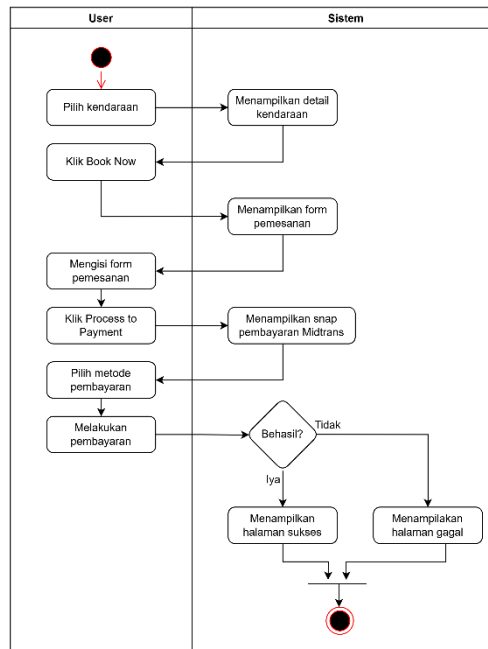 User
Sistem
Pilih kendaraan
Menampilkan detail
kendaraan
Klik Book Now
Menampilkan form
pemesanan
Mengisi form
pemesanan
Klik Process to
Payment
Menampilkan snap
pembayaran Midtrans
Pilih metode
pembayaran
Melakukan
pembayaran
Behasil?
Tidak
Iya
Menampilkan
halaman sukses
Menampilakan
halaman gagal